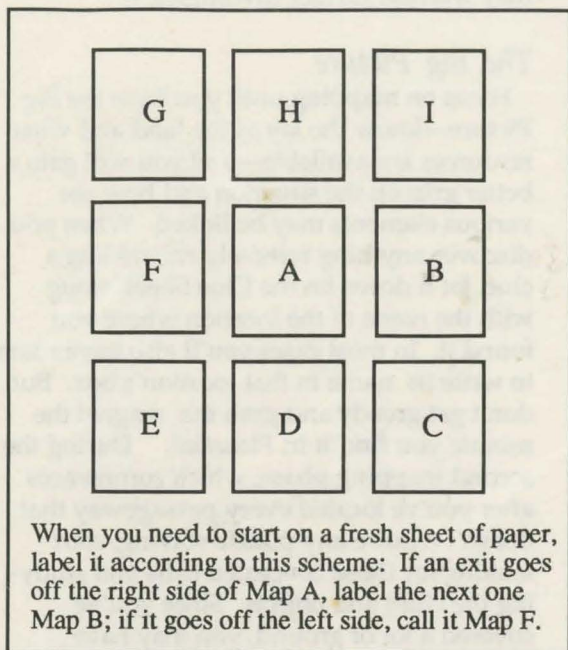 G H I
F A B
E D C
When you need to start on a fresh sheet of paper,
label it according to this scheme: If an exit goes
off the right side of Map A, label the next one
Map B; if it goes off the left side, call it Map F.